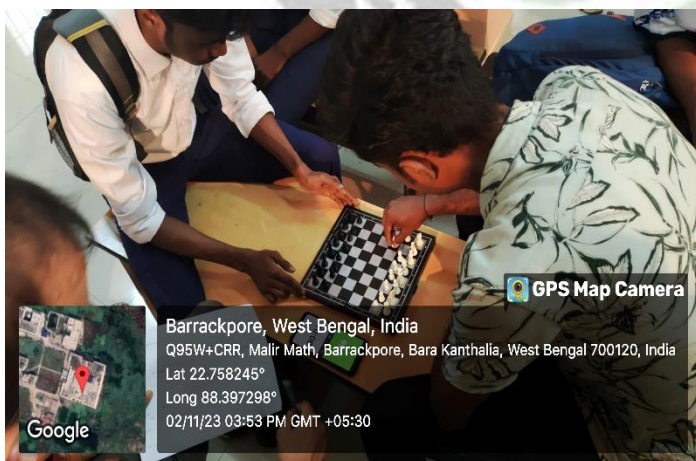 GPS Map Camera
Barrackpore, West Bengal, India
Q95W+CRR, Malir Math, Barrackpore, Bara Kanthalia, West Bengal 700120, India
Lat 22.758245°
Long 88.397298°
02/11/23 03:53 PM GMT +05:30
Google